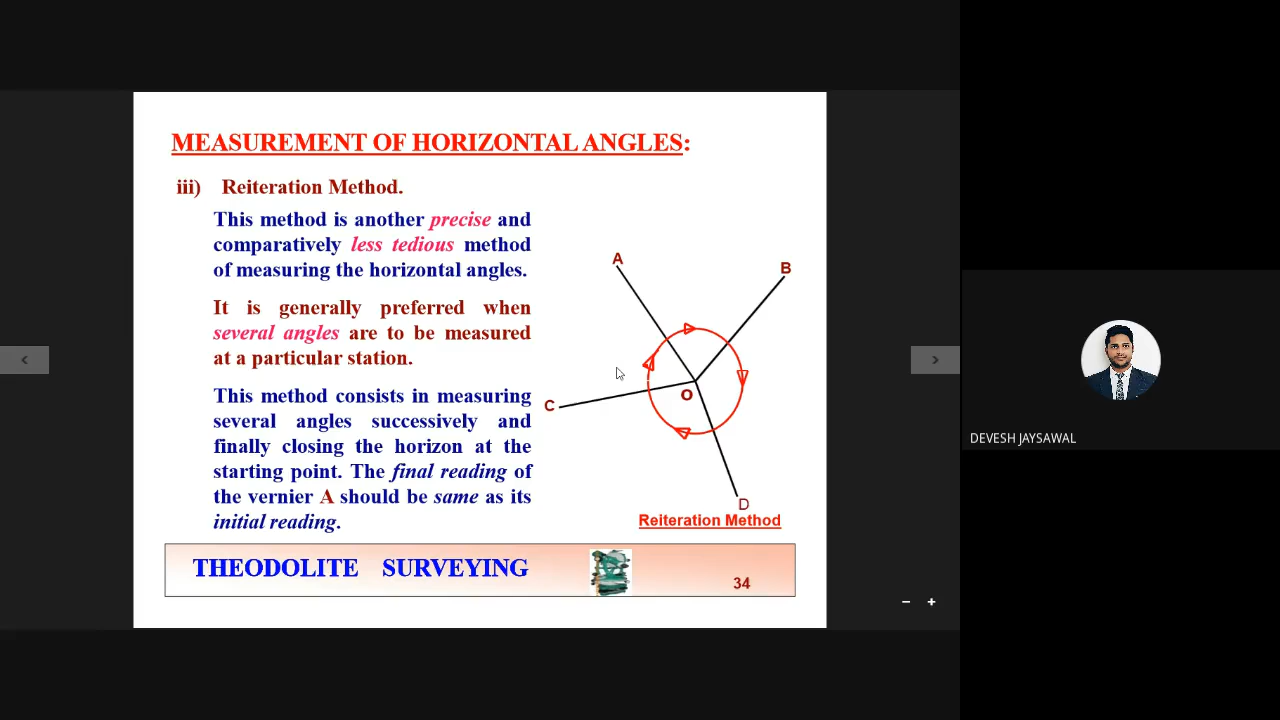 MEASUREMENT OF HORIZONTAL ANGLES:
iii) Reiteration Method.
This method is another precise and
comparatively less tedious method
of measuring the horizontal angles.
It is generally preferred when
several angles are to be measured
at a particular station.
This method consists in measuring
several angles successively and
finally closing the horizon at the
starting point. The final reading of
the vernier A should be same as its
initial reading.
A
B
C
O
D
Reiteration Method
THEODOLITE SURVEYING
34
DEVESH JAYSAWAL